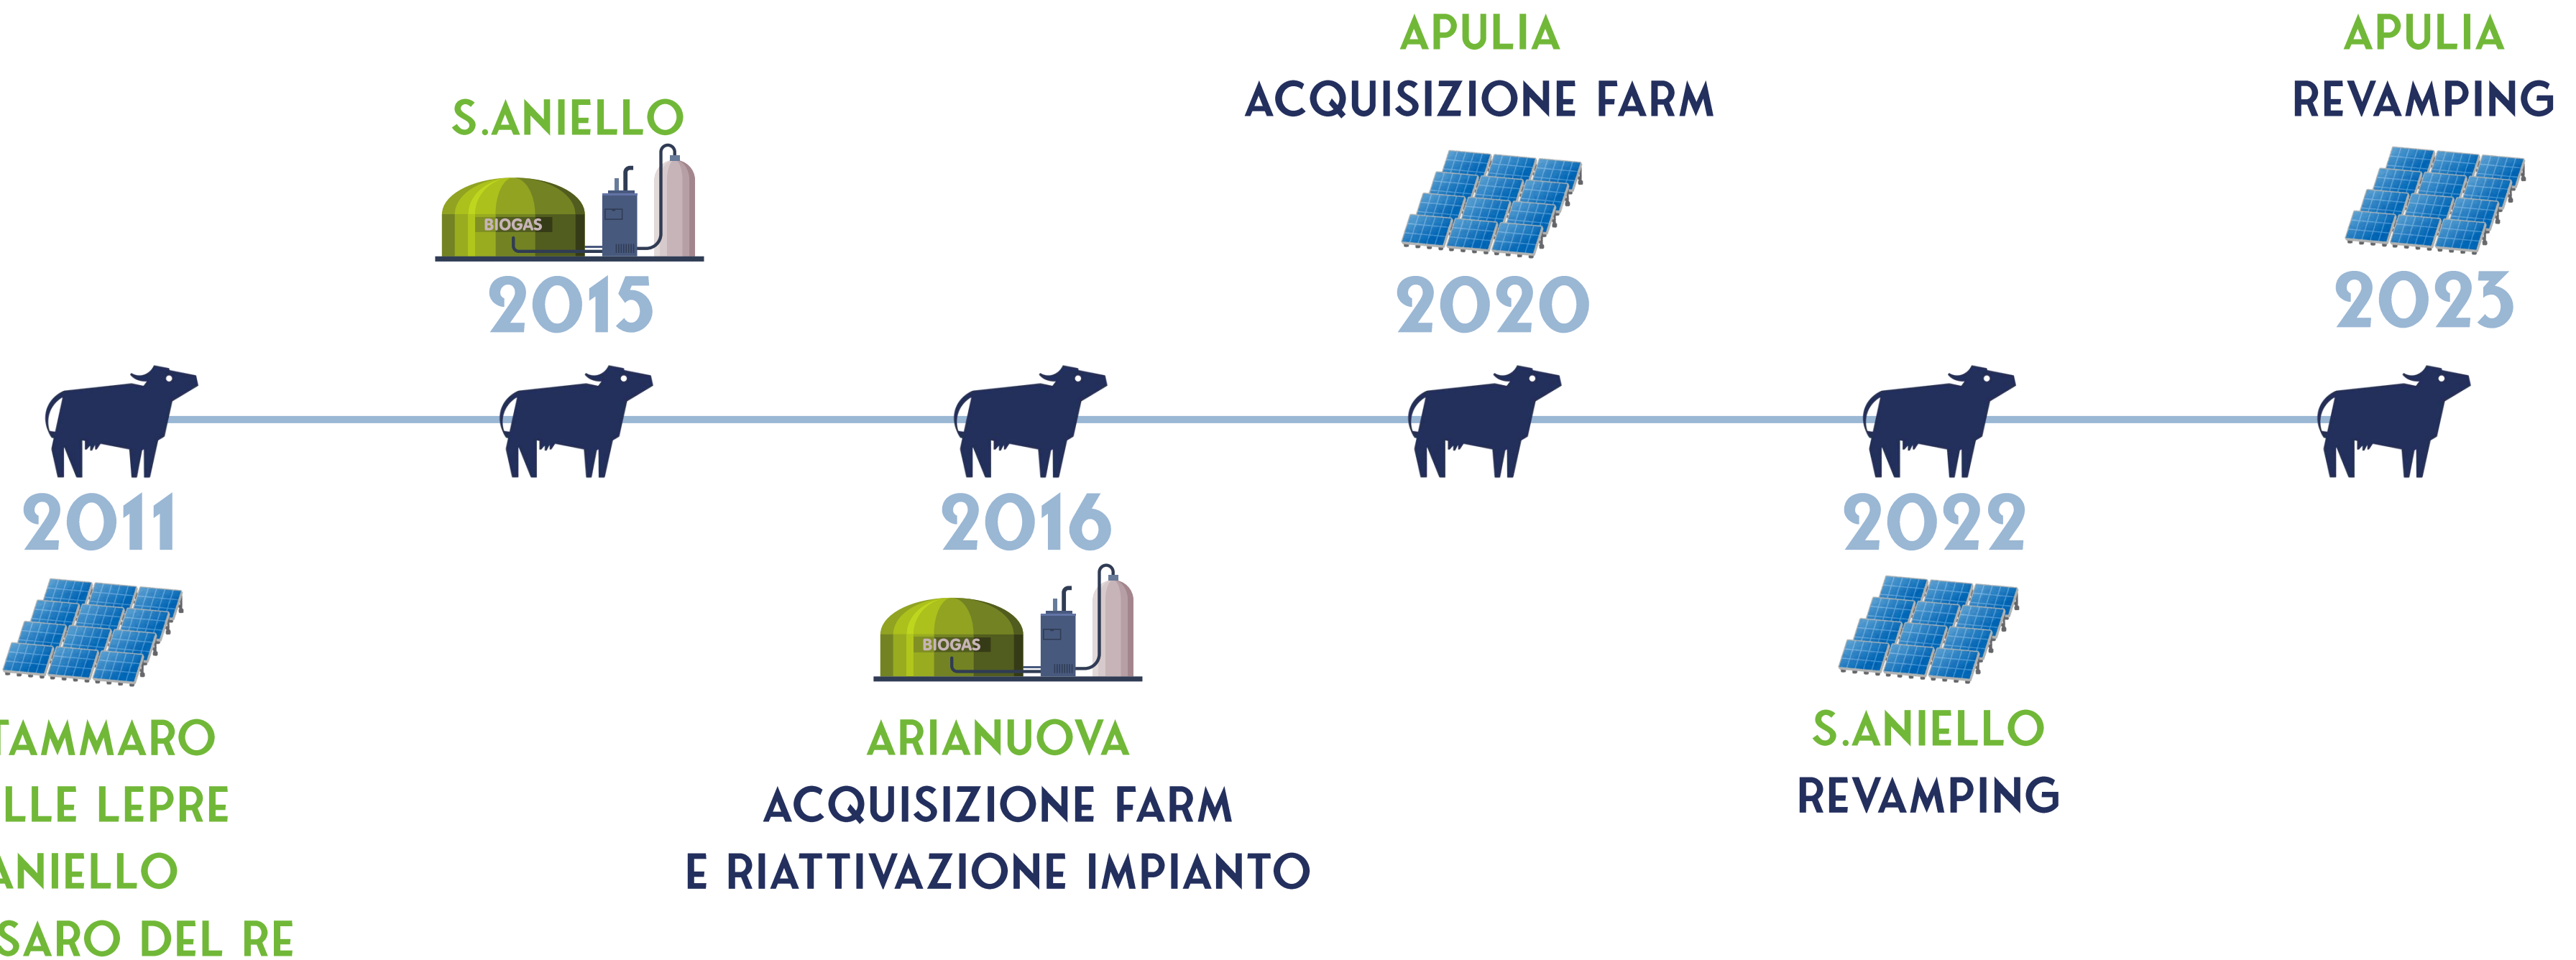 APULIA
ACQUISIZIONE FARM
APULIA
REVAMPING
S.ANIELLO
BIOGAS
2015
2020
2023
2011
2016
2022
BIOGAS
TAMMARO
LLE LEPRE
ANIELLO
SARO DEL RE
ARIANUOVA
ACQUISIZIONE FARM
E RIATTIVAZIONE IMPIANTO
S.ANIELLO
REVAMPING